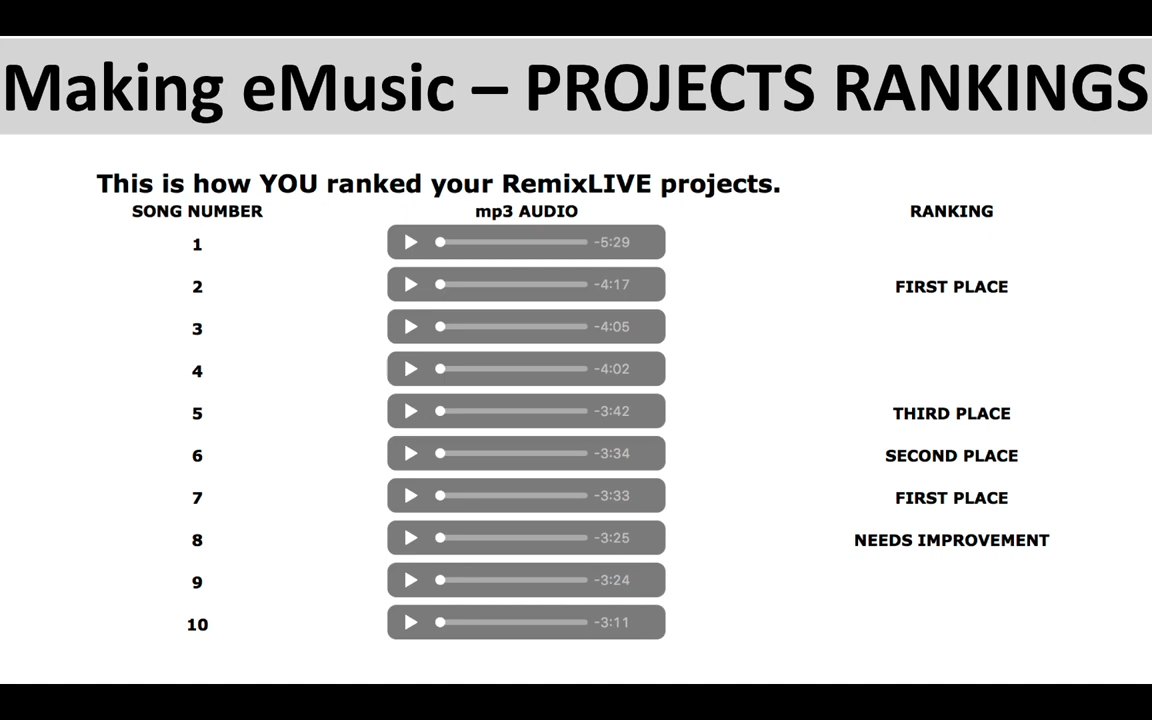 Making eMusic – PROJECTS RANKINGS
This is how YOU ranked your RemixLIVE projects.
SONG NUMBER mp3 AUDIO RANKING
1 -5:29
2 -4:17 FIRST PLACE
3 -4:05
4 -4:02
5 -3:42 THIRD PLACE
6 -3:34 SECOND PLACE
7 -3:33 FIRST PLACE
8 -3:25 NEEDS IMPROVEMENT
9 -3:24
10 -3:11